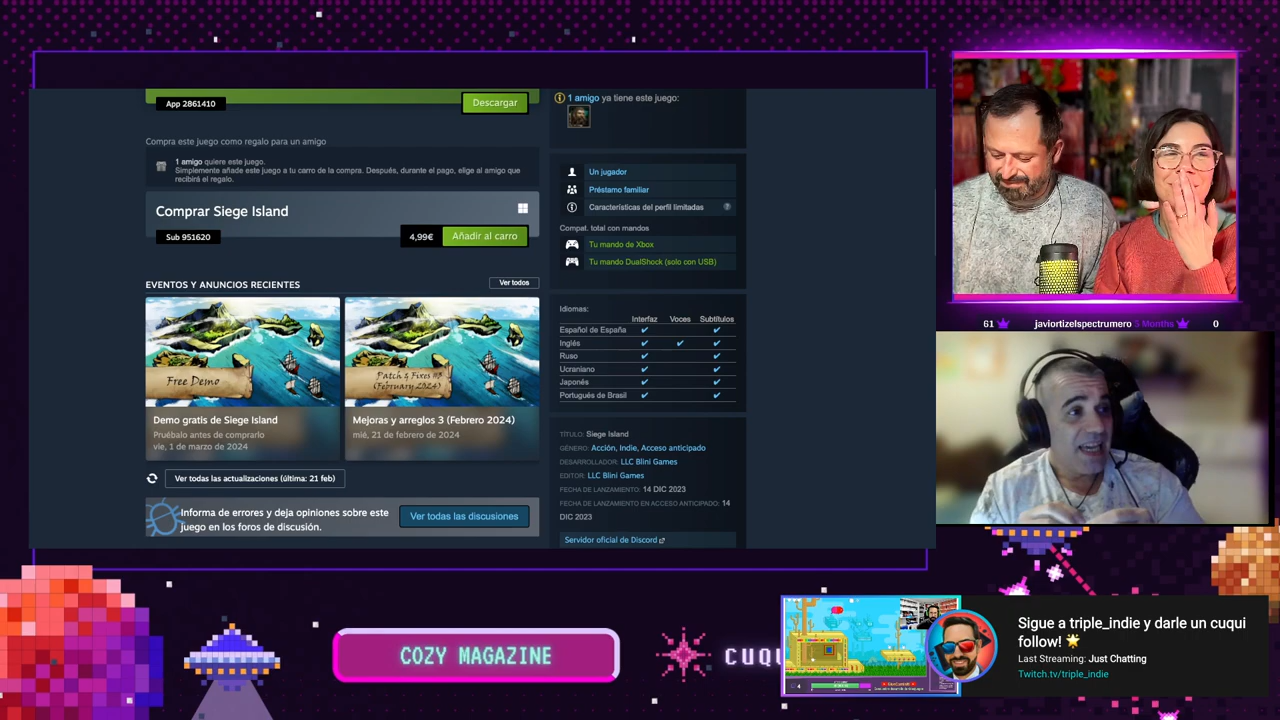 App 2861410
Descargar
Compra este juego como regalo para un amigo
1 amigo quiere este juego.
Simplemente añade este juego a tu carro de la compra. Después, durante el pago, elige al amigo que
recibirá el regalo.
Comprar Siege Island
Sub 951620
4,99€
Añadir al carro
EVENTOS Y ANUNCIOS RECIENTES
Ver todos
Free Demo
Demo gratis de Siege Island
Pruébalo antes de comprarlo
vie, 1 de marzo de 2024
Patch & Fixes #3
(February 2024)
Mejoras y arreglos 3 (Febrero 2024)
mié, 21 de febrero de 2024
Ver todas las actualizaciones (última: 21 feb)
Informa de errores y deja opiniones sobre este
juego en los foros de discusión.
Ver todas las discusiones
1 amigo ya tiene este juego:
Un jugador
Préstamo familiar
Características del perfil limitadas
?
Compat. total con mandos
Tu mando de Xbox
Tu mando DualShock (solo con USB)
Idiomas:
Interfaz Voces Subtítulos
Español de España ✔ ✔
Inglés ✔ ✔ ✔
Ruso ✔ ✔
Ucraniano ✔ ✔
Japonés ✔ ✔
Portugués de Brasil ✔ ✔
TÍTULO: Siege Island
GÉNERO: Acción, Indie, Acceso anticipado
DESARROLLADOR: LLC Blini Games
EDITOR: LLC Blini Games
FECHA DE LANZAMIENTO: 14 DIC 2023
FECHA DE LANZAMIENTO EN ACCESO ANTICIPADO: 14
DIC 2023
Servidor oficial de Discord
61 javiortizelspectrumero 5 Months 0
COZY MAGAZINE
CUQU
Sigue a triple_indie y darle un cuqui
follow! 🌟
Last Streaming: Just Chatting
Twitch.tv/triple_indie